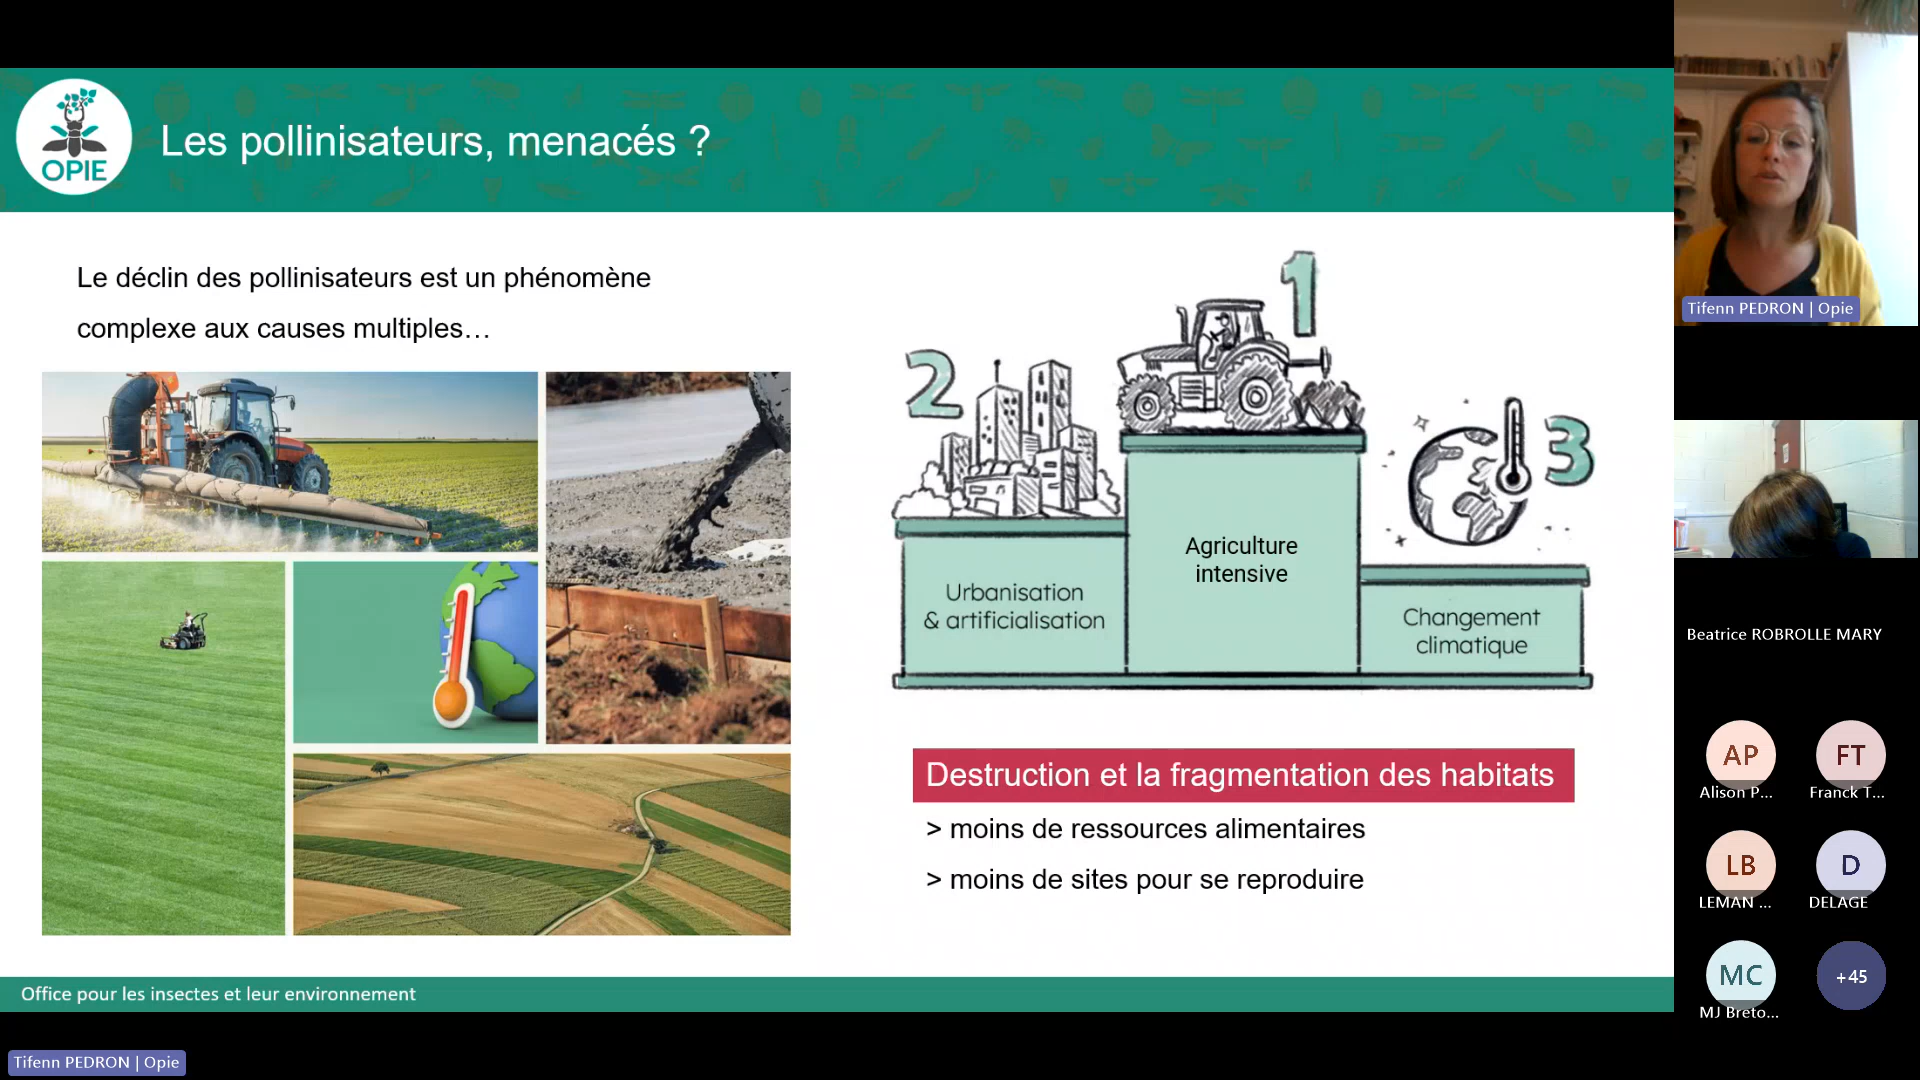 OPIE
Les pollinisateurs, menacés ?
Le déclin des pollinisateurs est un phénomène
complexe aux causes multiples…
1
2
3
Agriculture
intensive
Urbanisation
& artificialisation
Changement
climatique
Destruction et la fragmentation des habitats
> moins de ressources alimentaires
> moins de sites pour se reproduire
Office pour les insectes et leur environnement
Tifenn PEDRON | Opie
Tifenn PEDRON | Opie
Beatrice ROBROLLE MARY
AP
Alison P...
FT
Franck T...
LB
LEMAN ...
D
DELAGE
MC
MJ Breto...
+45